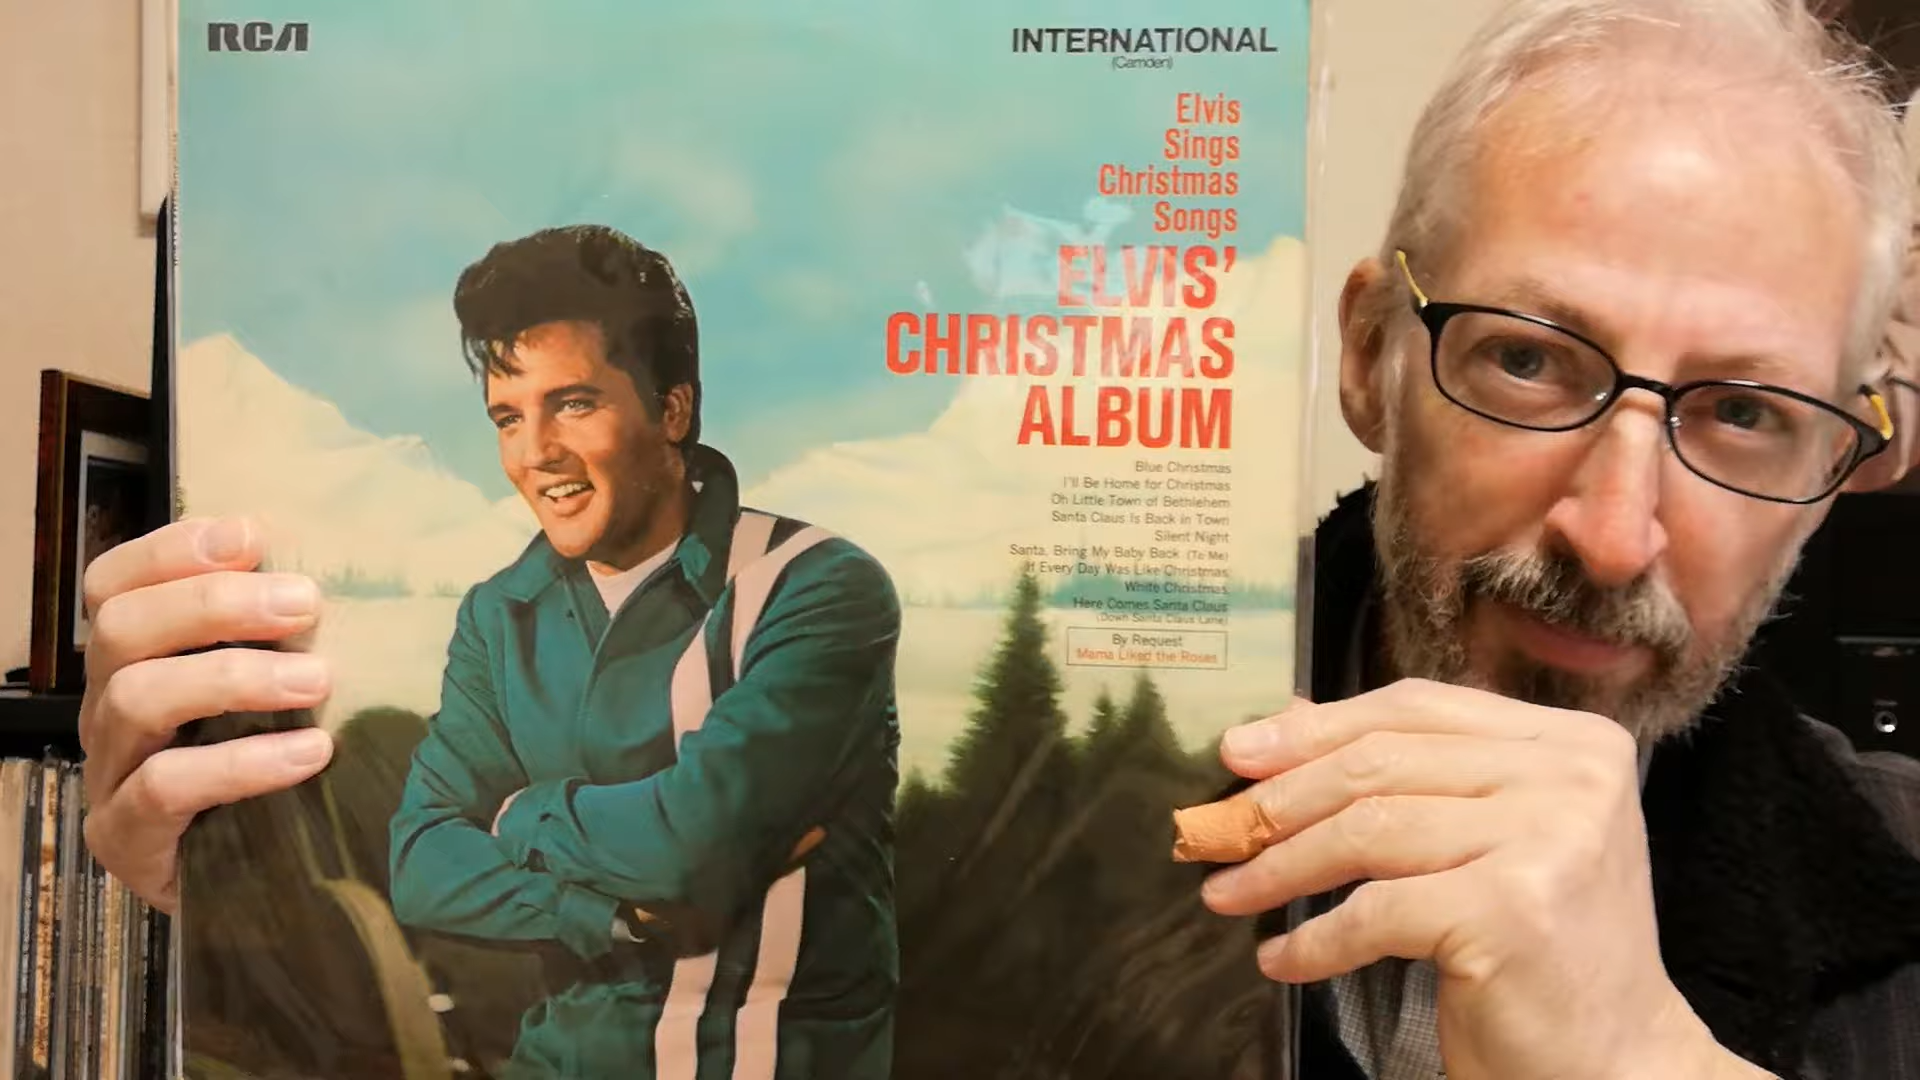 RCA
INTERNATIONAL
(Camden)
Elvis
Sings
Christmas
Songs
ELVIS'
CHRISTMAS
ALBUM
Blue Christmas
I'll Be Home for Christmas
Oh Little Town of Bethlehem
Santa Claus Is Back in Town
Silent Night
Santa, Bring My Baby Back (To Me)
If Every Day Was Like Christmas
White Christmas
Here Comes Santa Claus
(Down Santa Claus Lane)
By Request
Mama Liked the Roses